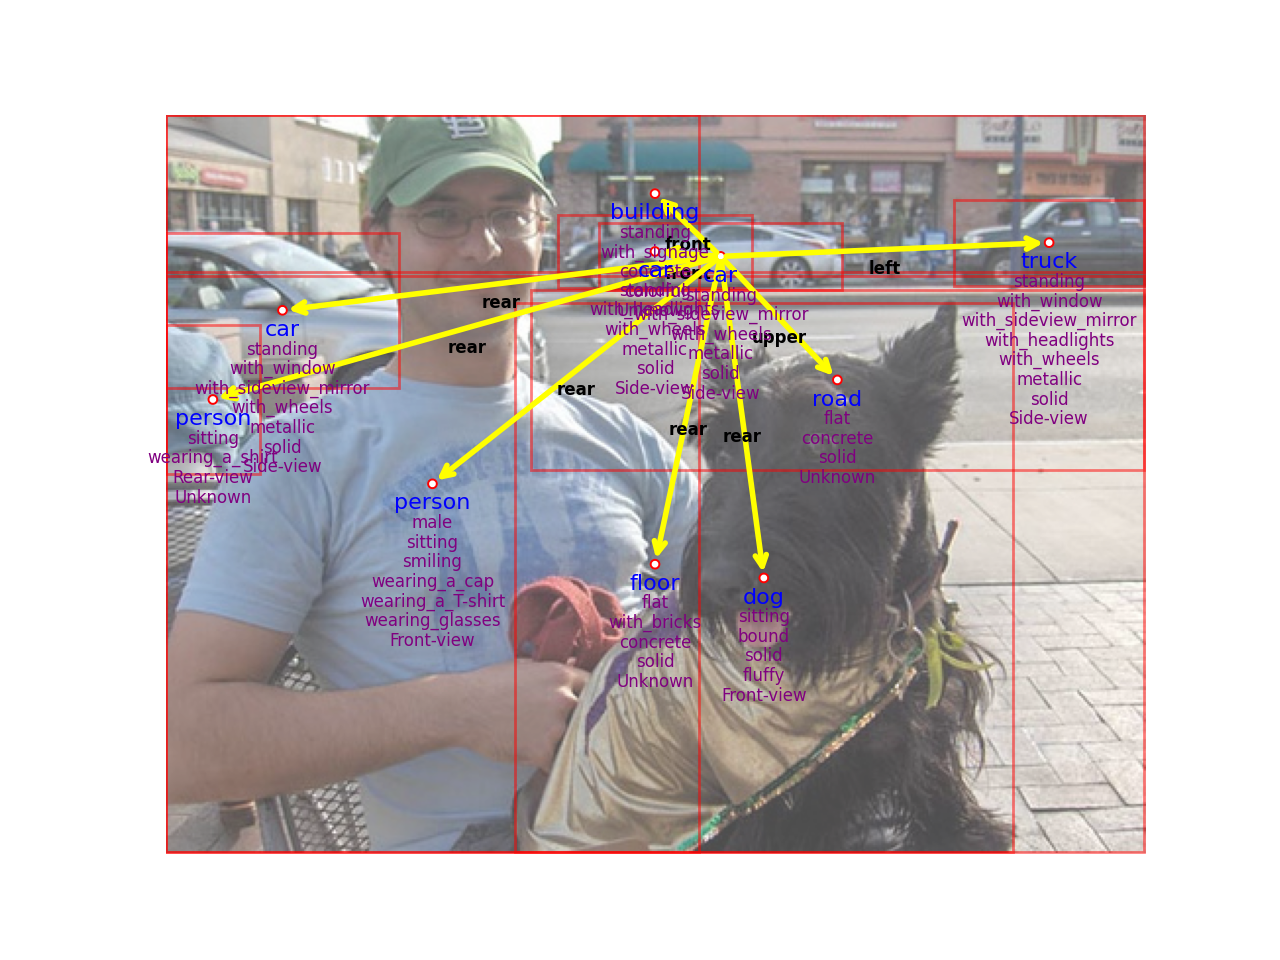 building
standing
with_signage
front
car
standing
with_sideview_mirror
with_wheels
metallic
solid
Side-view
car
with_headlights
with_wheels
metallic
solid
Side-view
left
truck
standing
with_window
with_sideview_mirror
with_headlights
with_wheels
metallic
solid
Side-view
rear
car
standing
with_window
with_sideview_mirror
with_wheels
metallic
solid
Side-view
rear
person
sitting
wearing_a_shirt
Rear-view
Unknown
upper
road
flat
concrete
solid
Unknown
rear
person
male
sitting
smiling
wearing_a_cap
wearing_a_T-shirt
wearing_glasses
Front-view
rear
floor
flat
with_bricks
concrete
solid
Unknown
rear
dog
sitting
bound
solid
fluffy
Front-view